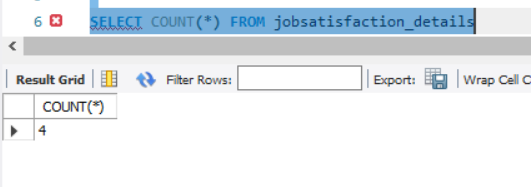 6 SELECT COUNT(*) FROM jobsatisfaction_details
Result Grid Filter Rows: Export: Wrap Cell C
COUNT(*)
4